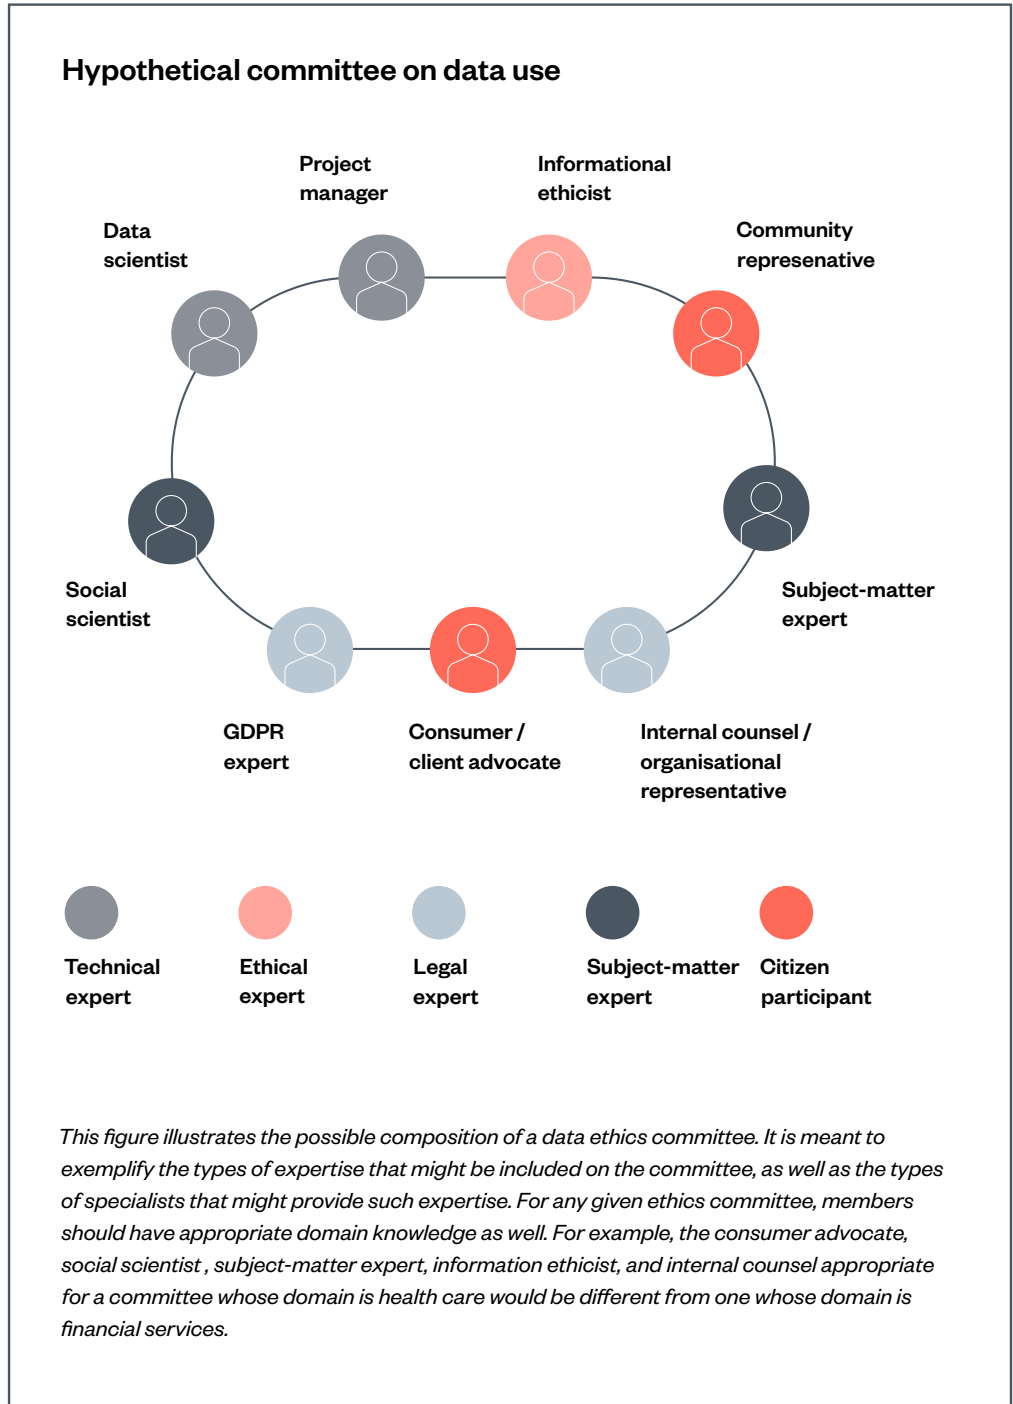 Hypothetical committee on data use
Project
manager
Informational
ethicist
Data
scientist
Community
represenative
Social
scientist
Subject-matter
expert
GDPR
expert
Consumer /
client advocate
Internal counsel /
organisational
representative
Technical
expert
Ethical
expert
Legal
expert
Subject-matter
expert
Citizen
participant
This figure illustrates the possible composition of a data ethics committee. It is meant to
exemplify the types of expertise that might be included on the committee, as well as the types
of specialists that might provide such expertise. For any given ethics committee, members
should have appropriate domain knowledge as well. For example, the consumer advocate,
social scientist , subject-matter expert, information ethicist, and internal counsel appropriate
for a committee whose domain is health care would be different from one whose domain is
financial services.